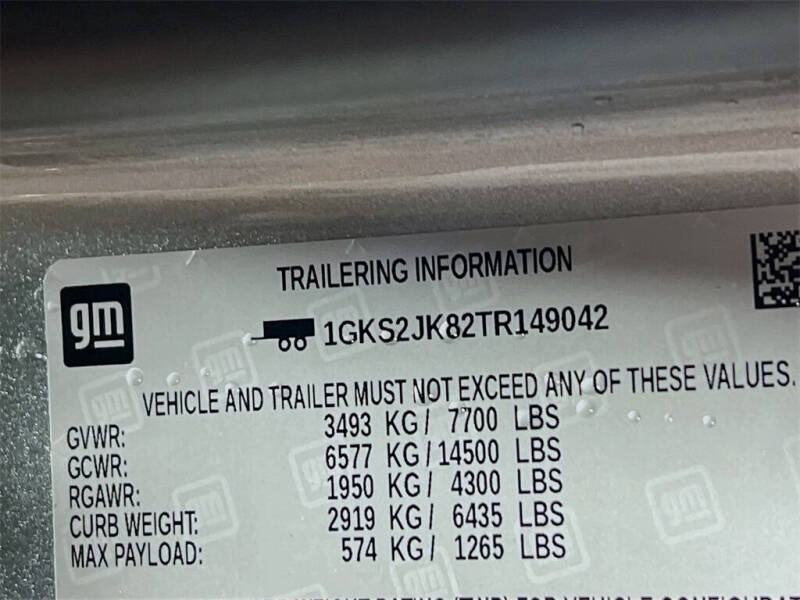 TRAILERING INFORMATION
gm 1GKS2JK82TR149042
VEHICLE AND TRAILER MUST NOT EXCEED ANY OF THESE VALUES.
GVWR: 3493 KG / 7700 LBS
GCWR: 6577 KG / 14500 LBS
RGAWR: 1950 KG / 4300 LBS
CURB WEIGHT: 2919 KG / 6435 LBS
MAX PAYLOAD: 574 KG / 1265 LBS